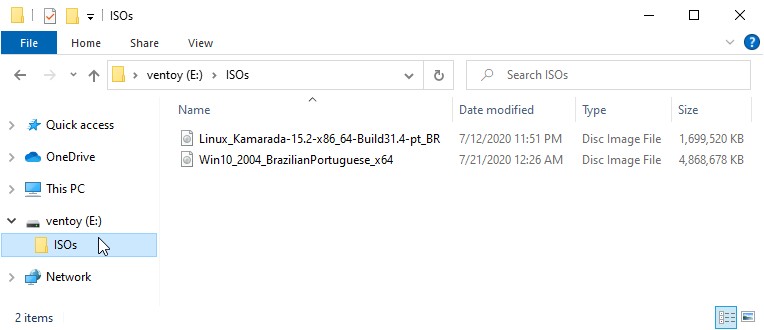 ISOs
File Home Share View
ventoy (E:) ISOs Search ISOs
Name Date modified Type Size
Quick access
Linux_Kamarada-15.2-x86_64-Build31.4-pt_BR 7/12/2020 11:51 PM Disc Image File 1,699,520 KB
Win10_2004_BrazilianPortuguese_x64 7/21/2020 12:26 AM Disc Image File 4,868,678 KB
OneDrive
This PC
ventoy (E:)
ISOs
Network
2 items